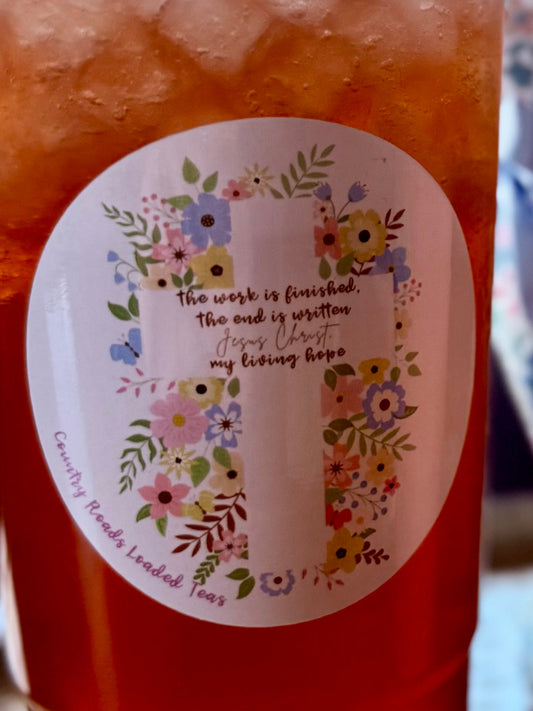 the work is finished,
the end is written
Jesus Christ,
my living hope
Country Roads Loaded Teas